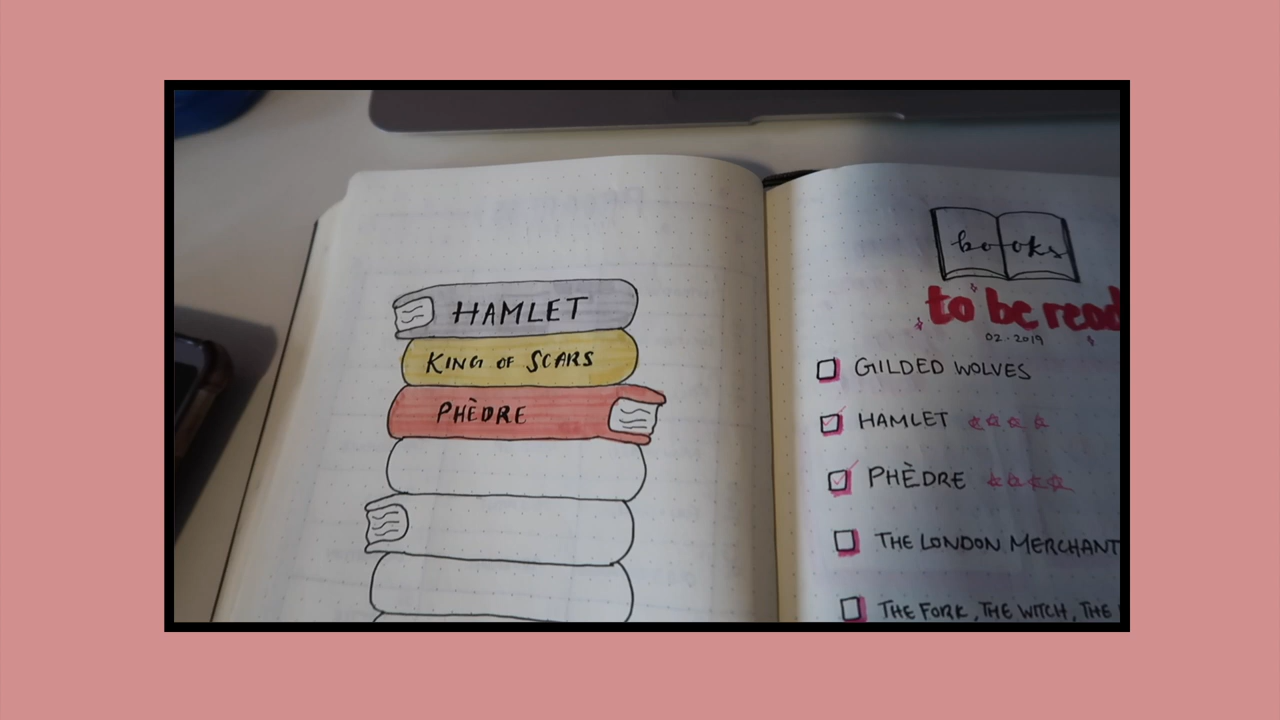 HAMLET
KING OF SCARS
PHÈDRE
books
to be read
02.2019
GILDED WOLVES
HAMLET
PHÈDRE
THE LONDON MERCHANT
THE FORK, THE WITCH, THE